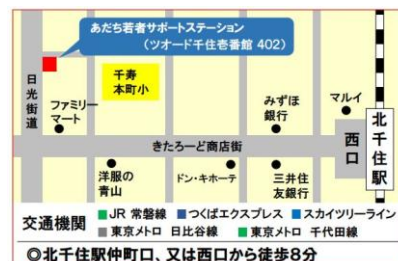 あだち若者サポートステーション
（ツオード千住壱番館 402）
日光街道
千寿
本町小
ファミリー
マート
みずほ
銀行
マルイ
北千住駅
西口
きたろーど商店街
洋服の
青山
ドン・キホーテ
三井住
友銀行
交通機関 ■JR 常磐線 ■つくばエクスプレス ■スカイツリーライン
■東京メトロ 日比谷線 ■東京メトロ 千代田線
◎北千住駅仲町口、又は西口から徒歩8分